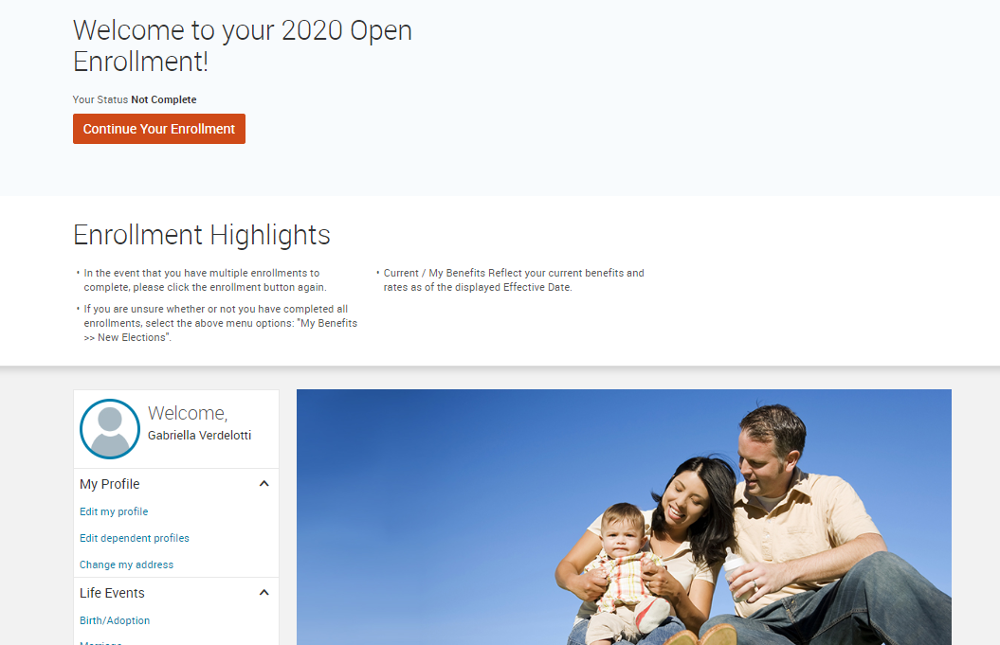 Welcome to your 2020 Open
Enrollment!
Your Status Not Complete
Continue Your Enrollment
Enrollment Highlights
• In the event that you have multiple enrollments to
complete, please click the enrollment button again.
• If you are unsure whether or not you have completed all
enrollments, select the above menu options: "My Benefits
>> New Elections".
• Current / My Benefits Reflect your current benefits and
rates as of the displayed Effective Date.
Welcome,
Gabriella Verdelotti
My Profile
Edit my profile
Edit dependent profiles
Change my address
Life Events
Birth/Adoption